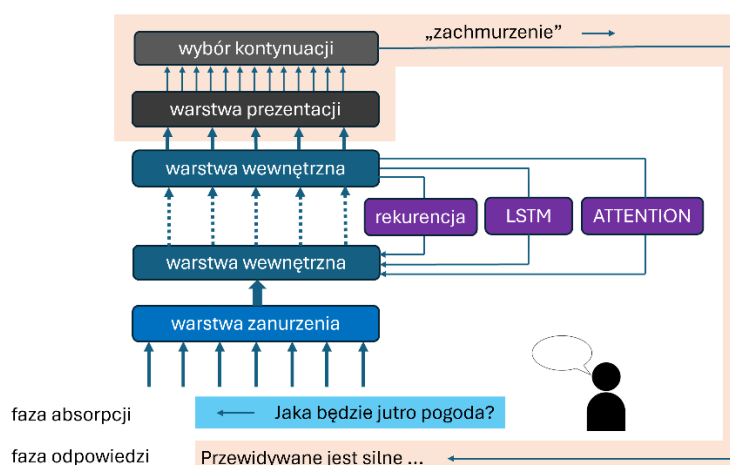 wybór kontynuacji
„zachmurzenie”
warstwa prezentacji
warstwa wewnętrzna
rekurencja
LSTM
ATTENTION
warstwa wewnętrzna
warstwa zanurzenia
faza absorpcji
Jaka będzie jutro pogoda?
faza odpowiedzi
Przewidywane jest silne ...